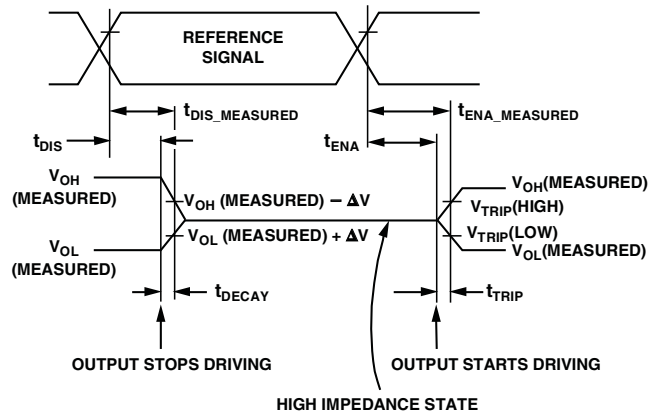 REFERENCE
SIGNAL
tDIS_MEASURED
tENA_MEASURED
tDIS
tENA
VOH
(MEASURED)
VOH (MEASURED) – ΔV
VOH(MEASURED)
VTRIP(HIGH)
VOL
(MEASURED)
VOL (MEASURED) + ΔV
VTRIP(LOW)
VOL(MEASURED)
tDECAY
tTRIP
OUTPUT STOPS DRIVING
OUTPUT STARTS DRIVING
HIGH IMPEDANCE STATE